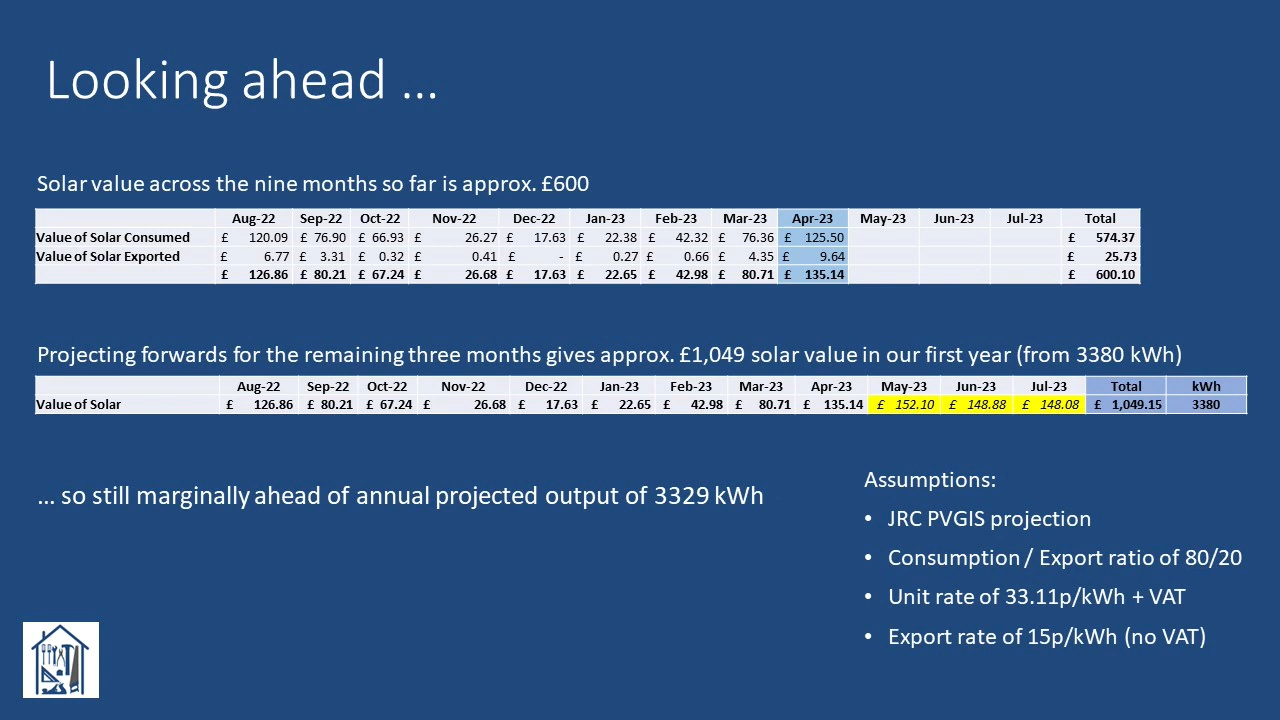 Looking ahead ...
Solar value across the nine months so far is approx. £600
Aug-22 Sep-22 Oct-22 Nov-22 Dec-22 Jan-23 Feb-23 Mar-23 Apr-23 May-23 Jun-23 Jul-23 Total
Value of Solar Consumed £ 120.09 £ 76.90 £ 66.93 £ 26.27 £ 17.63 £ 22.38 £ 42.32 £ 76.36 £ 125.50 £ 574.37
Value of Solar Exported £ 6.77 £ 3.31 £ 0.32 £ 0.41 £ - £ 0.27 £ 0.66 £ 4.35 £ 9.64 £ 25.73
£ 126.86 £ 80.21 £ 67.24 £ 26.68 £ 17.63 £ 22.65 £ 42.98 £ 80.71 £ 135.14 £ 600.10
Projecting forwards for the remaining three months gives approx. £1,049 solar value in our first year (from 3380 kWh)
Aug-22 Sep-22 Oct-22 Nov-22 Dec-22 Jan-23 Feb-23 Mar-23 Apr-23 May-23 Jun-23 Jul-23 Total kWh
Value of Solar £ 126.86 £ 80.21 £ 67.24 £ 26.68 £ 17.63 £ 22.65 £ 42.98 £ 80.71 £ 135.14 £ 152.10 £ 148.88 £ 148.08 £ 1,049.15 3380
... so still marginally ahead of annual projected output of 3329 kWh
Assumptions:
• JRC PVGIS projection
• Consumption / Export ratio of 80/20
• Unit rate of 33.11p/kWh + VAT
• Export rate of 15p/kWh (no VAT)